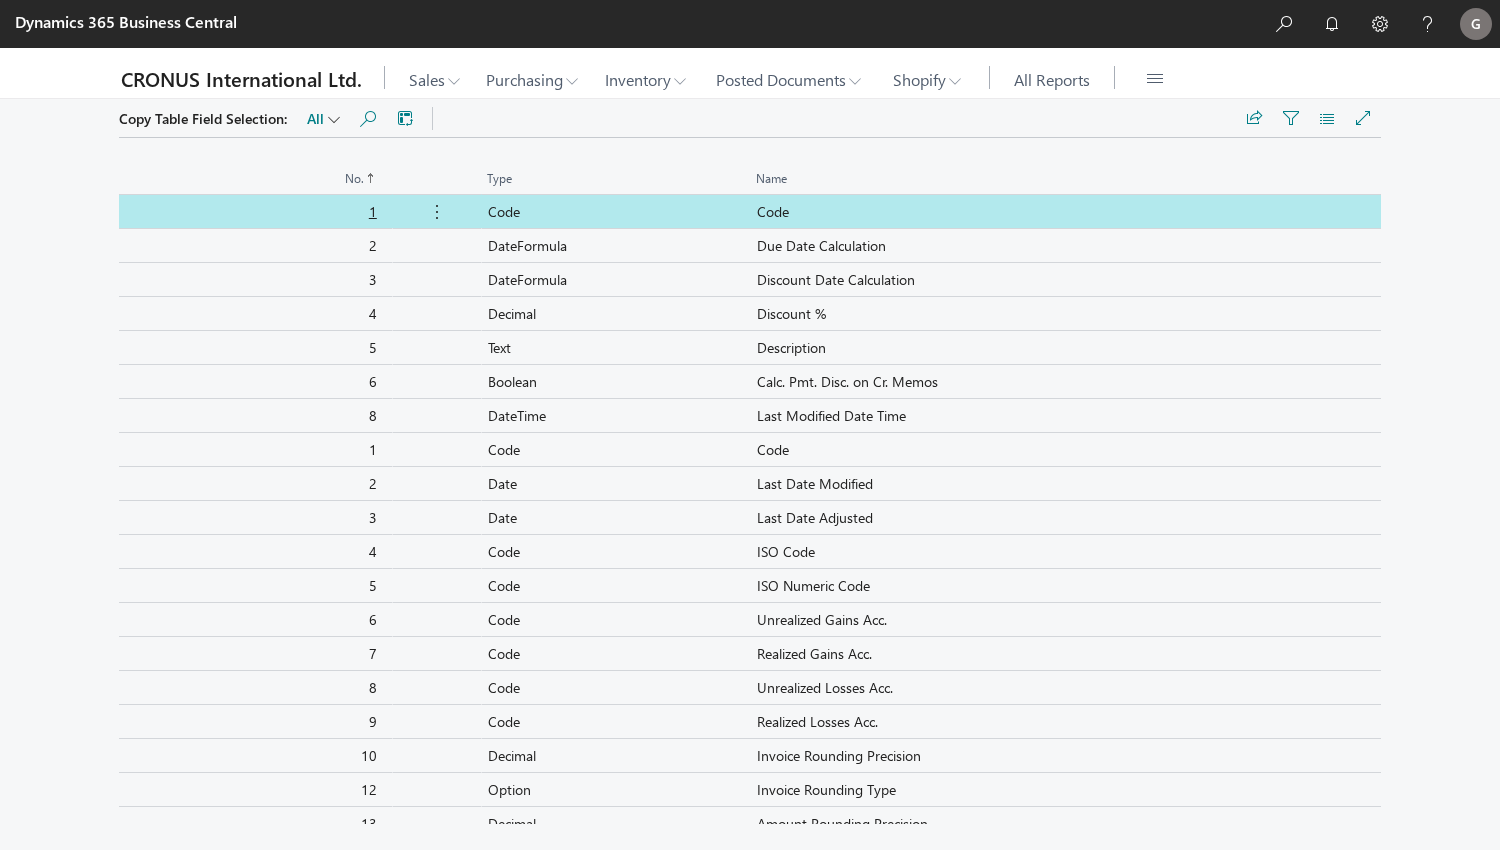 Dynamics 365 Business Central
G
CRONUS International Ltd. Sales Purchasing Inventory Posted Documents Shopify All Reports
Copy Table Field Selection: All
No. ↑ Type Name
1 Code Code
2 DateFormula Due Date Calculation
3 DateFormula Discount Date Calculation
4 Decimal Discount %
5 Text Description
6 Boolean Calc. Pmt. Disc. on Cr. Memos
8 DateTime Last Modified Date Time
1 Code Code
2 Date Last Date Modified
3 Date Last Date Adjusted
4 Code ISO Code
5 Code ISO Numeric Code
6 Code Unrealized Gains Acc.
7 Code Realized Gains Acc.
8 Code Unrealized Losses Acc.
9 Code Realized Losses Acc.
10 Decimal Invoice Rounding Precision
12 Option Invoice Rounding Type
13 Decimal Amount Rounding Precision